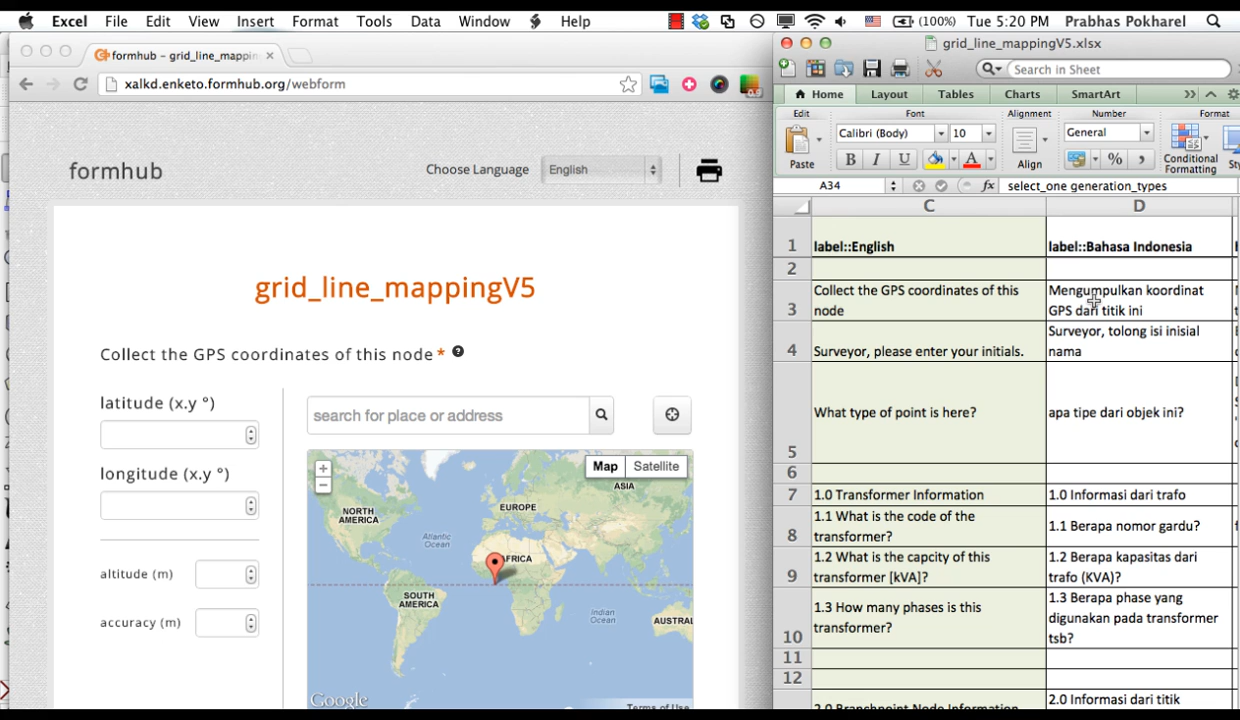 Excel File Edit View Insert Format Tools Data Window Help (100%) Tue 5:20 PM Prabhas Pokharel
formhub – grid_line_mappin
xalkd.enketo.formhub.org/webform
formhub
Choose Language English
grid_line_mappingV5
Collect the GPS coordinates of this node * ?
latitude (x.y °)
longitude (x.y °)
altitude (m)
accuracy (m)
search for place or address
+
−
Map Satellite
NORTH AMERICA
EUROPE
ASIA
Atlantic Ocean
AFRICA
SOUTH AMERICA
Indian Ocean
AUSTRAL
Google
Terms of Use
grid_line_mappingV5.xlsx
Search in Sheet
Home Layout Tables Charts SmartArt
Edit Font Alignment Number Format
Paste Calibri (Body) 10 General
B I U A Align % Conditional Formatting Sty
A34 fx select_one generation_types
C D
1 label::English label::Bahasa Indonesia
2
3 Collect the GPS coordinates of this node Mengumpulkan koordinat GPS dari titik ini
4 Surveyor, please enter your initials. Surveyor, tolong isi inisial nama
5 What type of point is here? apa tipe dari objek ini?
6
7 1.0 Transformer Information 1.0 Informasi dari trafo
8 1.1 What is the code of the transformer? 1.1 Berapa nomor gardu?
9 1.2 What is the capcity of this transformer [kVA]? 1.2 Berapa kapasitas dari trafo (KVA)?
10 1.3 How many phases is this transformer? 1.3 Berapa phase yang digunakan pada transformer tsb?
11
12
2.0 Branchpoint Node Information 2.0 Informasi dari titik